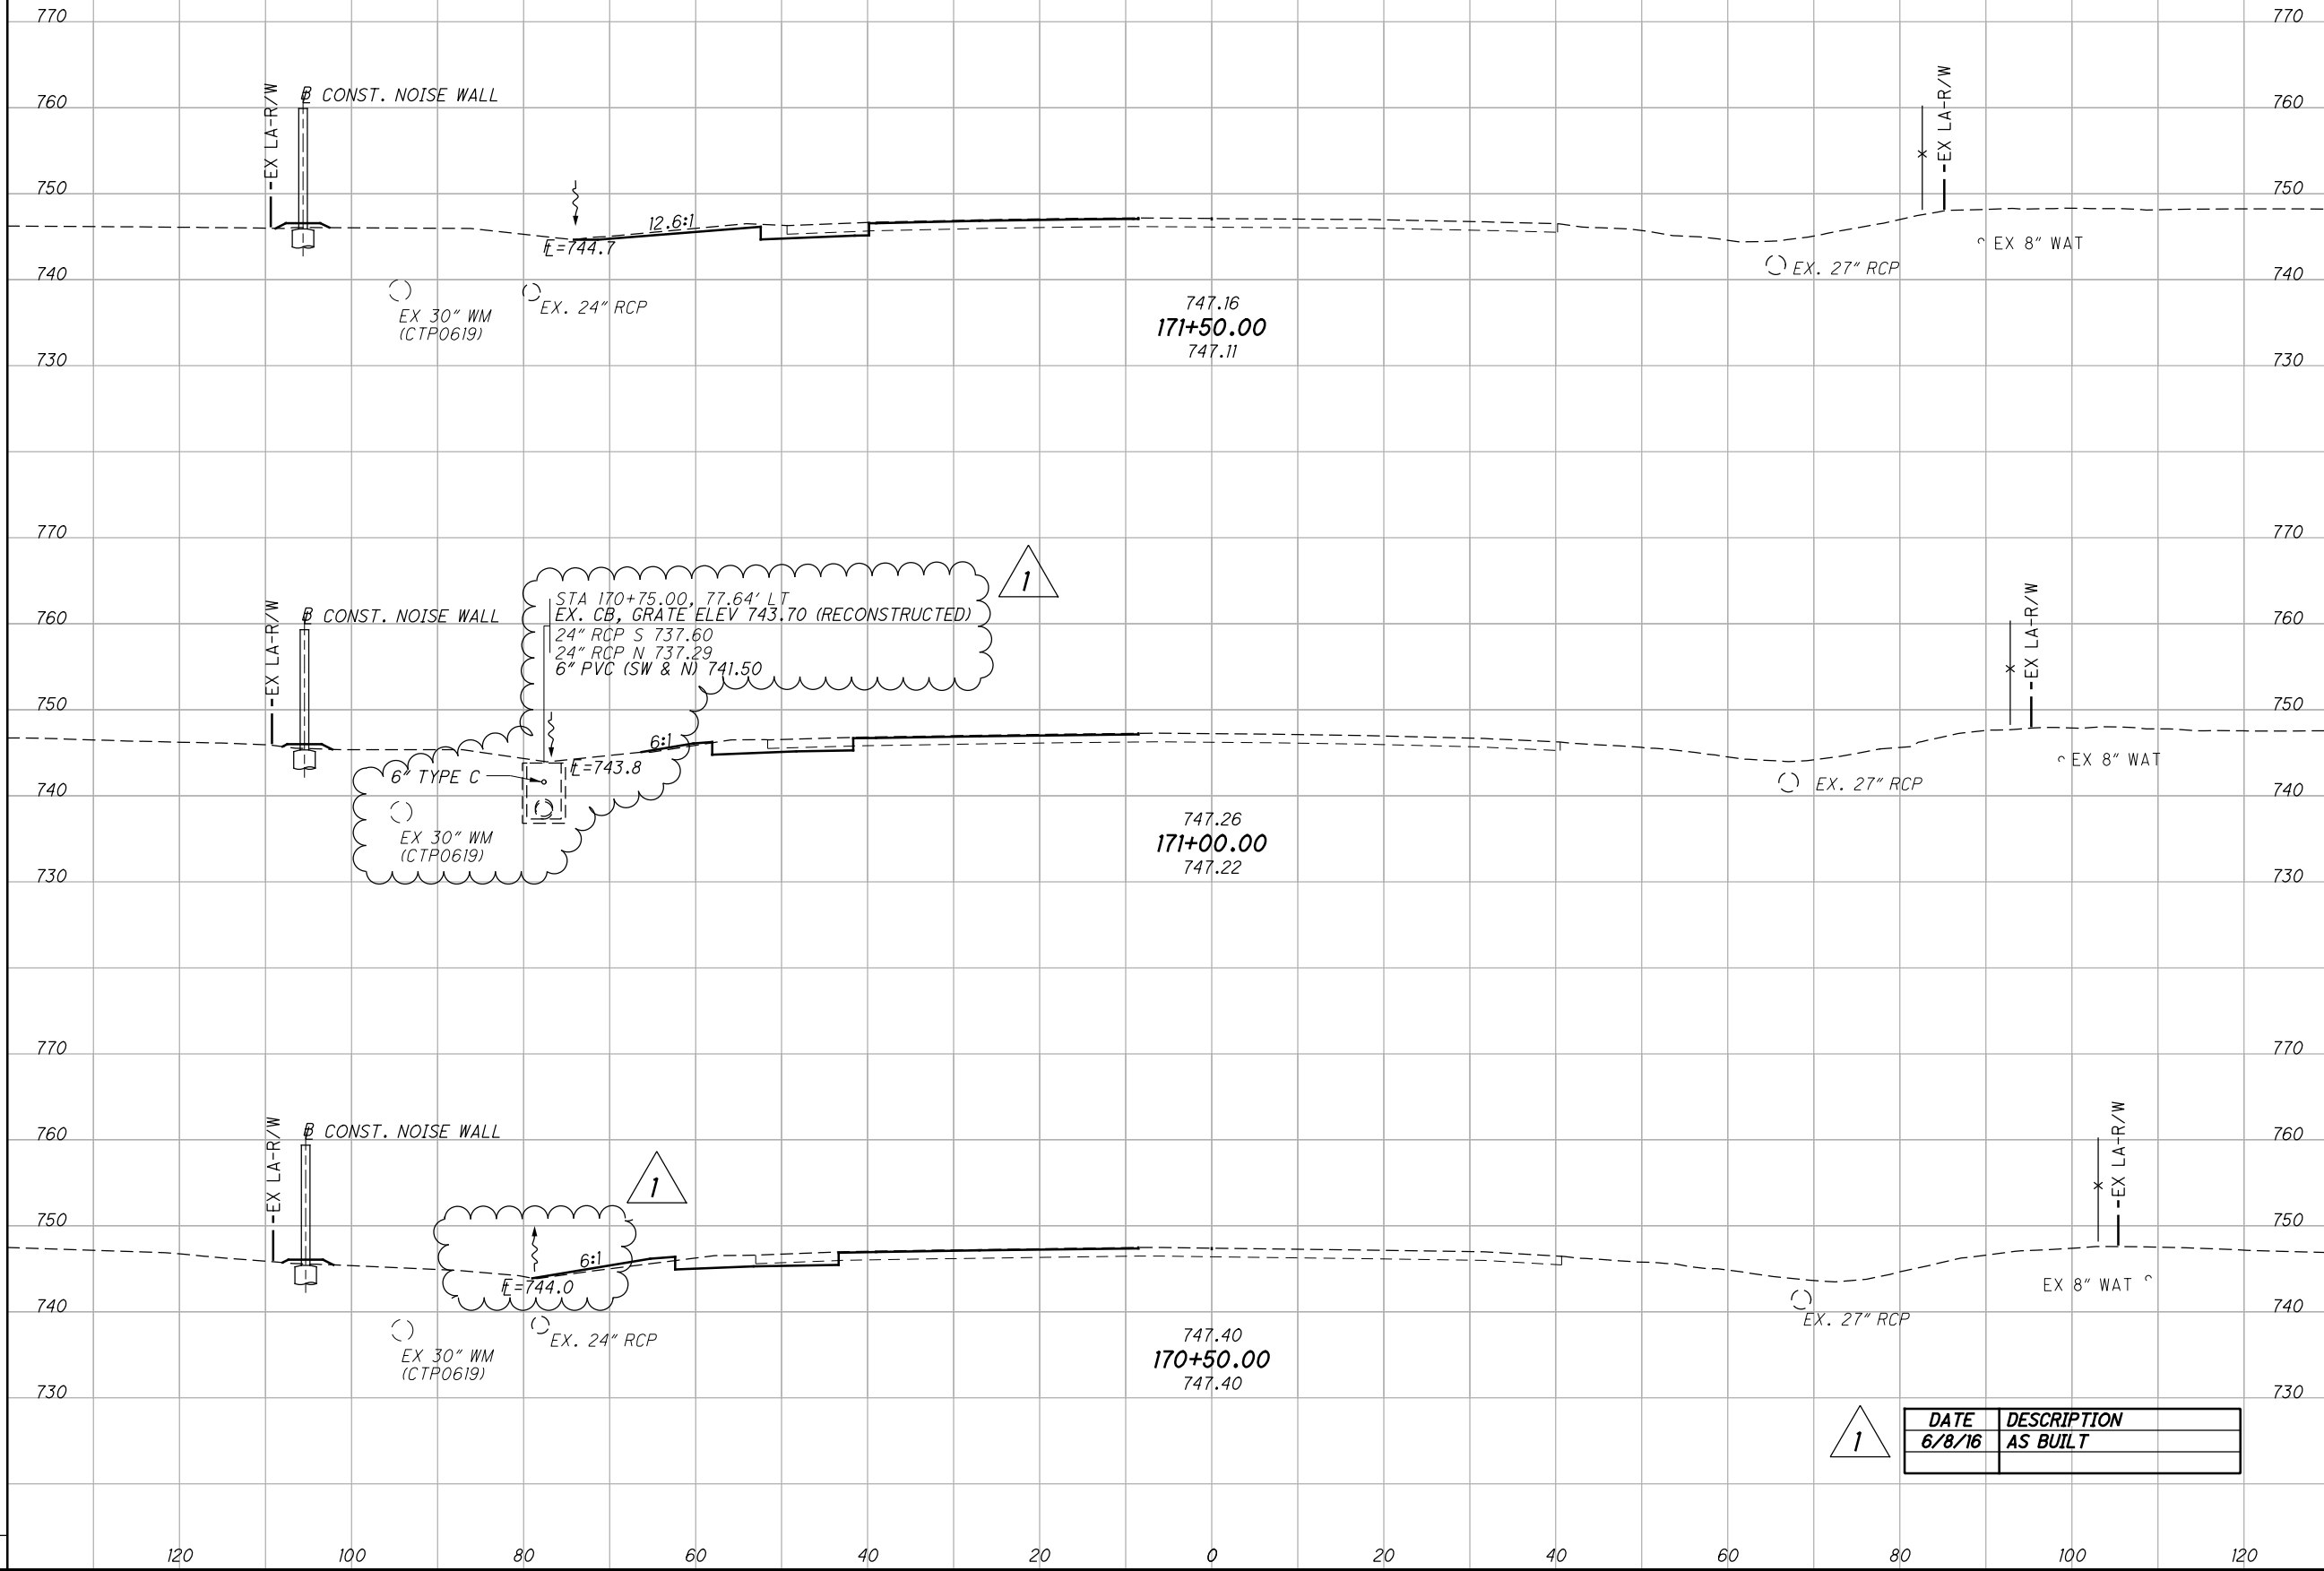 770 770
EX LA-R/W
EX LA-R/W
760 760
B CONST. NOISE WALL
750 750
12.6:1
FL=744.7
EX 8" WAT
EX. 27" RCP
740 740
EX. 24" RCP
EX 30" WM
(CTP0619)
747.16
171+50.00
747.11
730 730
770 770
1
EX LA-R/W
EX LA-R/W
760 760
B CONST. NOISE WALL
STA 170+75.00, 77.64' LT
EX. CB, GRATE ELEV 743.70 (RECONSTRUCTED)
24" RCP S 737.60
24" RCP N 737.29
6" PVC (SW & N) 741.50
750 750
6:1
FL=743.8
EX 8" WAT
6" TYPE C
EX. 27" RCP
740 740
EX 30" WM
(CTP0619)
747.26
171+00.00
747.22
730 730
770 770
EX LA-R/W
EX LA-R/W
760 760
B CONST. NOISE WALL
1
750 750
6:1
FL=744.0
EX 8" WAT
740 740
EX. 27" RCP
EX. 24" RCP
EX 30" WM
(CTP0619)
747.40
170+50.00
747.40
730 730
1
DATE DESCRIPTION
6/8/16 AS BUILT
120 100 80 60 40 20 0 20 40 60 80 100 120